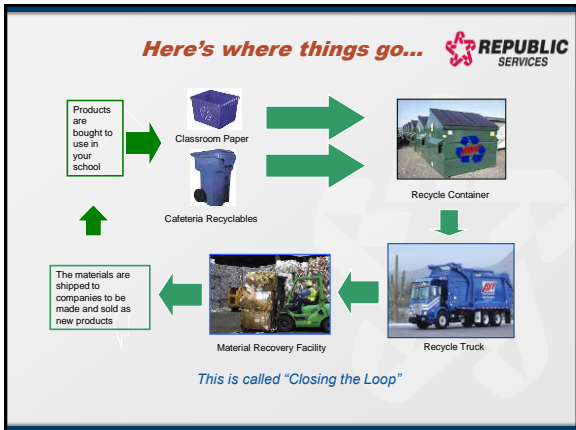 Here's where things go...
REPUBLIC
SERVICES
Products
are
bought to
use in
your
school
Classroom Paper
Cafeteria Recyclables
Recycle Container
The materials are
shipped to
companies to be
made and sold as
new products
Material Recovery Facility
Recycle Truck
This is called “Closing the Loop”